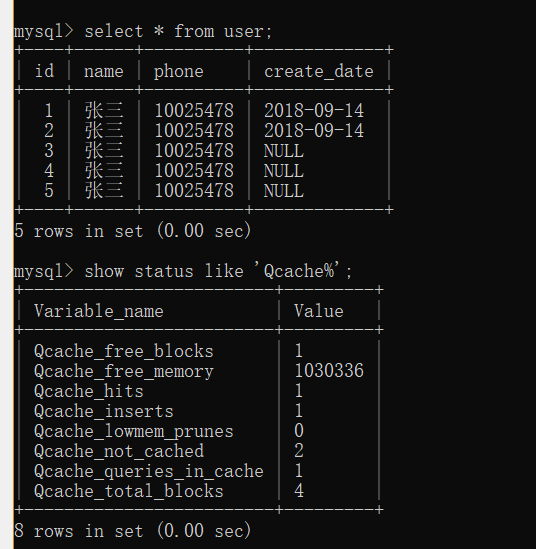 mysql> select * from user;
+----+------+----------+-------------+
| id | name | phone    | create_date |
+----+------+----------+-------------+
|  1 | 张三 | 10025478 | 2018-09-14  |
|  2 | 张三 | 10025478 | 2018-09-14  |
|  3 | 张三 | 10025478 | NULL        |
|  4 | 张三 | 10025478 | NULL        |
|  5 | 张三 | 10025478 | NULL        |
+----+------+----------+-------------+
5 rows in set (0.00 sec)
mysql> show status like 'Qcache%';
+-------------------------+---------+
| Variable_name           | Value   |
+-------------------------+---------+
| Qcache_free_blocks      | 1       |
| Qcache_free_memory      | 1030336 |
| Qcache_hits             | 1       |
| Qcache_inserts          | 1       |
| Qcache_lowmem_prunes    | 0       |
| Qcache_not_cached       | 2       |
| Qcache_queries_in_cache | 1       |
| Qcache_total_blocks     | 4       |
+-------------------------+---------+
8 rows in set (0.00 sec)